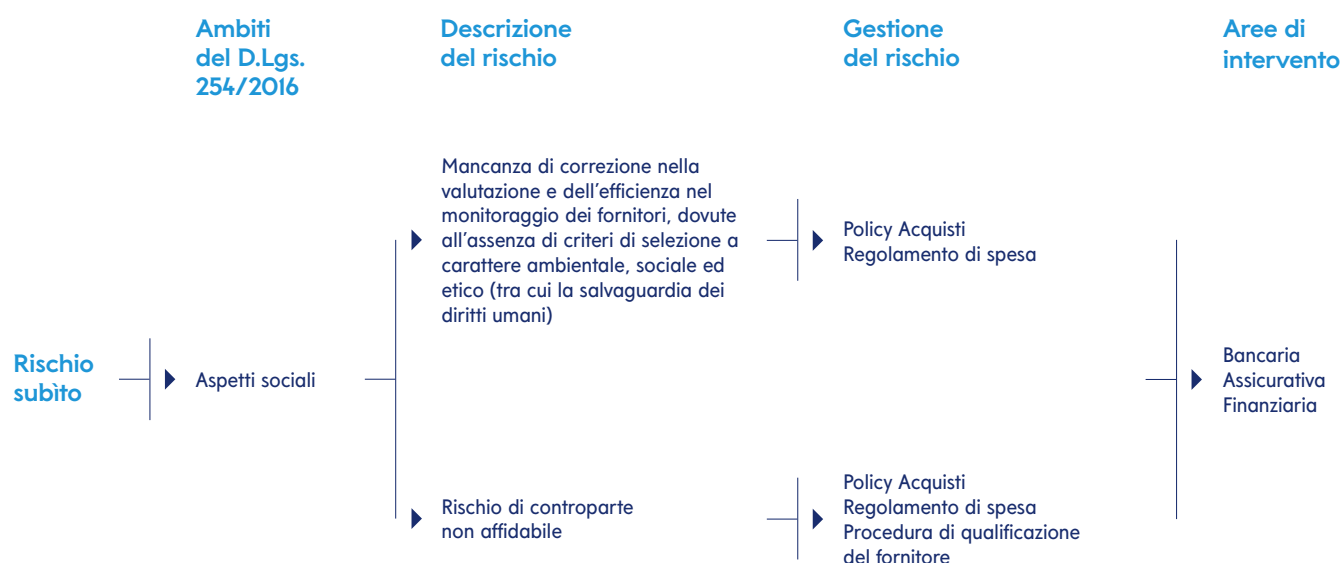 Ambiti
del D.Lgs.
254/2016
Descrizione
del rischio
Gestione
del rischio
Aree di
intervento
Rischio
subìto
Aspetti sociali
Mancanza di correzione nella
valutazione e dell'efficienza nel
monitoraggio dei fornitori, dovute
all'assenza di criteri di selezione a
carattere ambientale, sociale ed
etico (tra cui la salvaguardia dei
diritti umani)
Policy Acquisti
Regolamento di spesa
Rischio di controparte
non affidabile
Policy Acquisti
Regolamento di spesa
Procedura di qualificazione
del fornitore
Bancaria
Assicurativa
Finanziaria